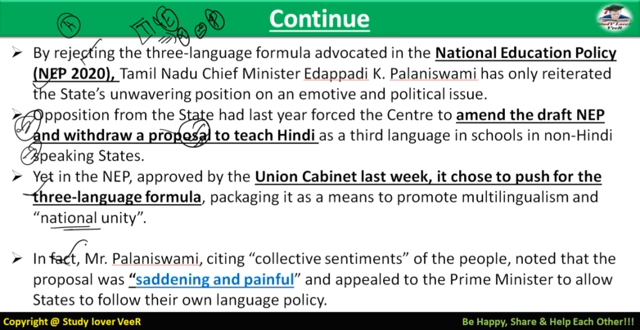 Continue
➢ By rejecting the three-language formula advocated in the National Education Policy
(NEP 2020), Tamil Nadu Chief Minister Edappadi K. Palaniswami has only reiterated
the State's unwavering position on an emotive and political issue.
➢ Opposition from the State had last year forced the Centre to amend the draft NEP
and withdraw a proposal to teach Hindi as a third language in schools in non-Hindi
speaking States.
➢ Yet in the NEP, approved by the Union Cabinet last week, it chose to push for the
three-language formula, packaging it as a means to promote multilingualism and
"national unity".
➢ In fact, Mr. Palaniswami, citing "collective sentiments" of the people, noted that the
proposal was "saddening and painful" and appealed to the Prime Minister to allow
States to follow their own language policy.
Copyright @ Study lover VeeR
Be Happy, Share & Help Each Other!!!